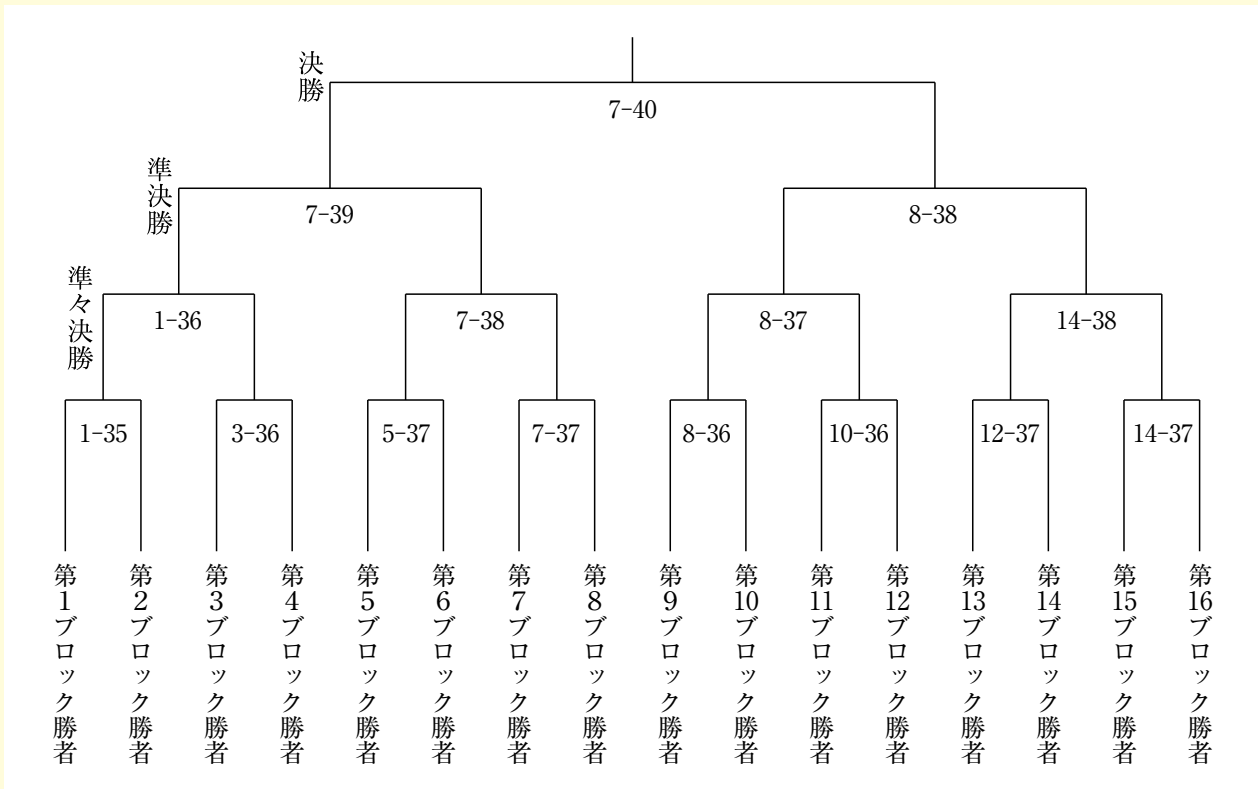 決勝
7-40
準決勝
7-39
8-38
準々決勝
1-36
7-38
8-37
14-38
1-35
3-36
5-37
7-37
8-36
10-36
12-37
14-37
第1ブロック勝者
第2ブロック勝者
第3ブロック勝者
第4ブロック勝者
第5ブロック勝者
第6ブロック勝者
第7ブロック勝者
第8ブロック勝者
第9ブロック勝者
第10ブロック勝者
第11ブロック勝者
第12ブロック勝者
第13ブロック勝者
第14ブロック勝者
第15ブロック勝者
第16ブロック勝者